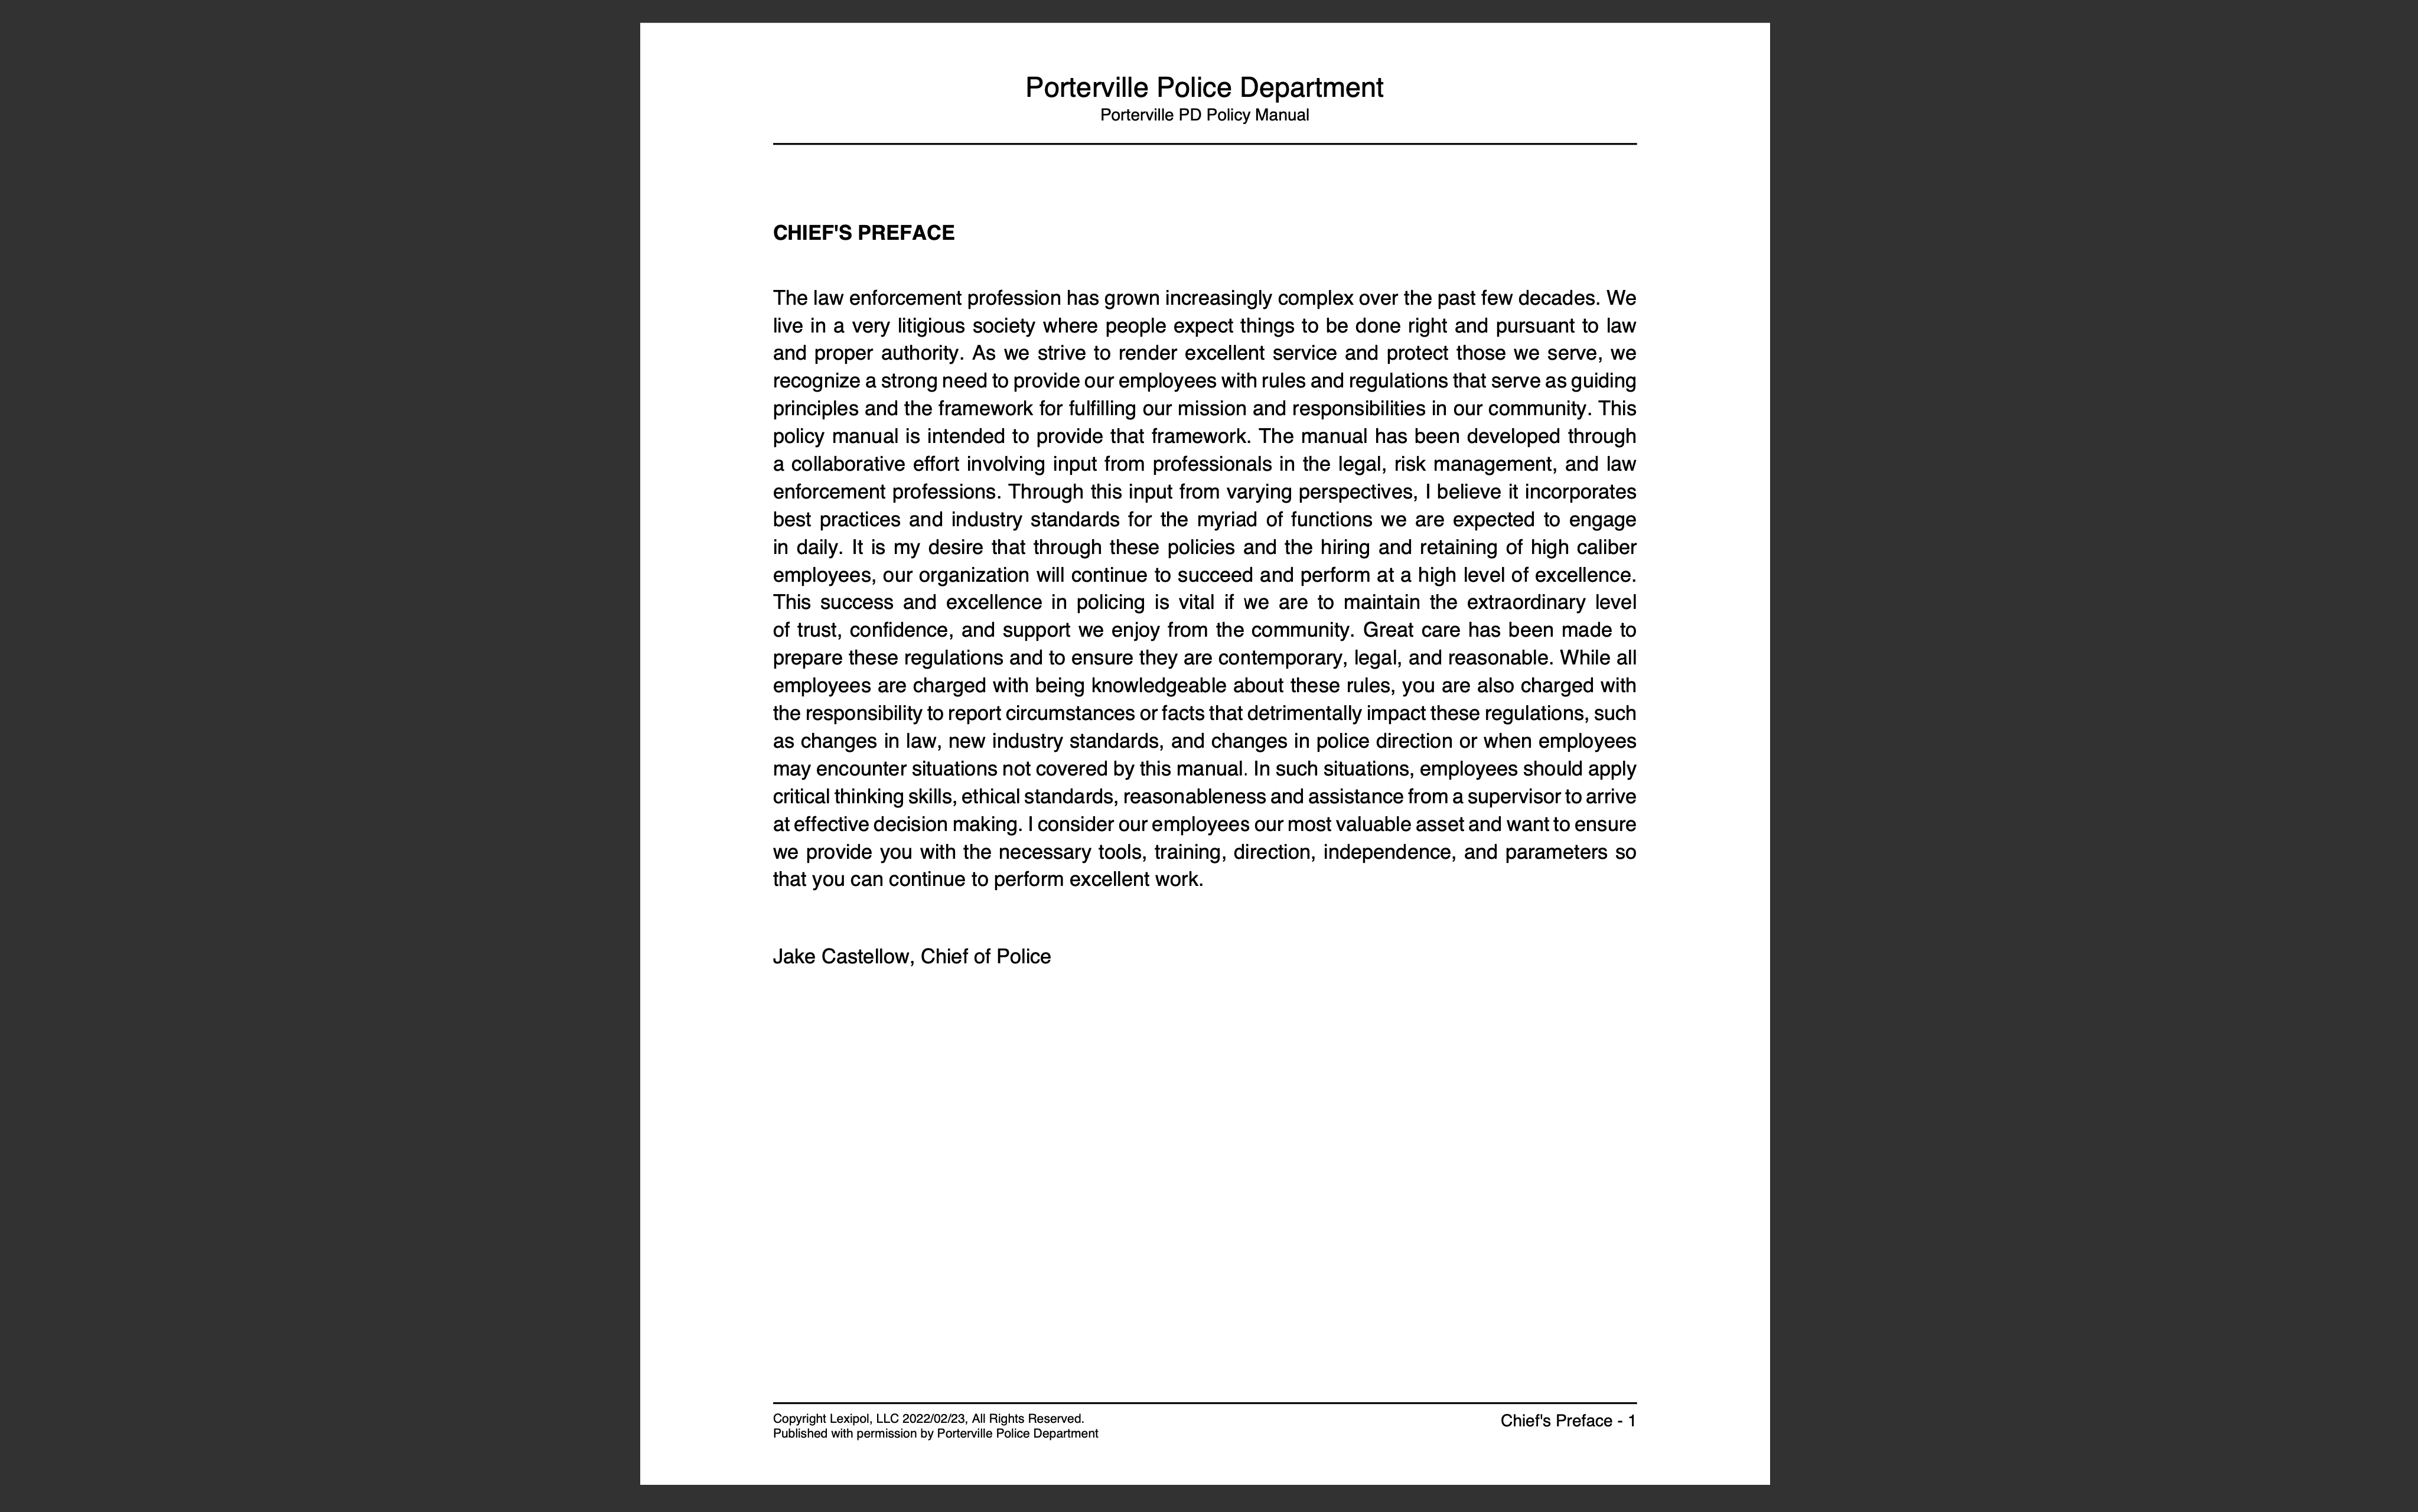 Porterville Police Department
Porterville PD Policy Manual
CHIEF'S PREFACE
The law enforcement profession has grown increasingly complex over the past few decades. We
live in a very litigious society where people expect things to be done right and pursuant to law
and proper authority. As we strive to render excellent service and protect those we serve, we
recognize a strong need to provide our employees with rules and regulations that serve as guiding
principles and the framework for fulfilling our mission and responsibilities in our community. This
policy manual is intended to provide that framework. The manual has been developed through
a collaborative effort involving input from professionals in the legal, risk management, and law
enforcement professions. Through this input from varying perspectives, I believe it incorporates
best practices and industry standards for the myriad of functions we are expected to engage
in daily. It is my desire that through these policies and the hiring and retaining of high caliber
employees, our organization will continue to succeed and perform at a high level of excellence.
This success and excellence in policing is vital if we are to maintain the extraordinary level
of trust, confidence, and support we enjoy from the community. Great care has been made to
prepare these regulations and to ensure they are contemporary, legal, and reasonable. While all
employees are charged with being knowledgeable about these rules, you are also charged with
the responsibility to report circumstances or facts that detrimentally impact these regulations, such
as changes in law, new industry standards, and changes in police direction or when employees
may encounter situations not covered by this manual. In such situations, employees should apply
critical thinking skills, ethical standards, reasonableness and assistance from a supervisor to arrive
at effective decision making. I consider our employees our most valuable asset and want to ensure
we provide you with the necessary tools, training, direction, independence, and parameters so
that you can continue to perform excellent work.
Jake Castellow, Chief of Police
Copyright Lexipol, LLC 2022/02/23, All Rights Reserved.
Published with permission by Porterville Police Department
Chief's Preface - 1